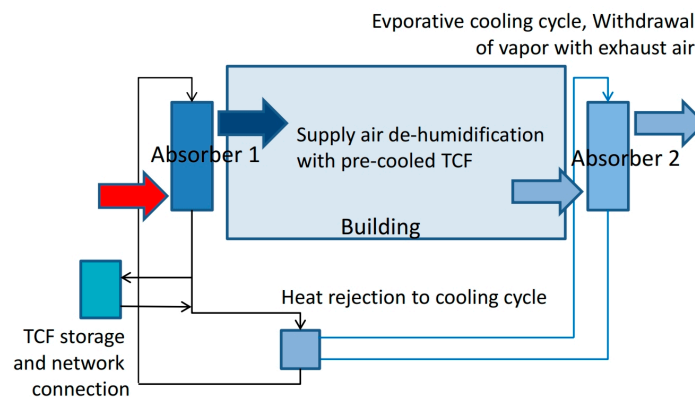 Evporative cooling cycle, Withdrawal
of vapor with exhaust air
Absorber 1
Supply air de-humidification
with pre-cooled TCF
Absorber 2
Building
Heat rejection to cooling cycle
TCF storage
and network
connection